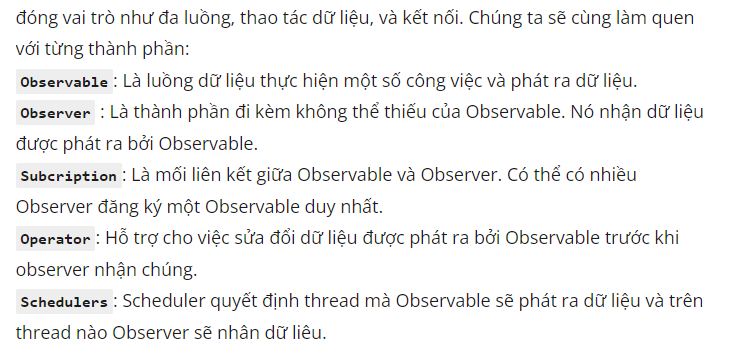 đóng vai trò như đa luồng, thao tác dữ liệu, và kết nối. Chúng ta sẽ cùng làm quen
với từng thành phần:
Observable: Là luồng dữ liệu thực hiện một số công việc và phát ra dữ liệu.
Observer : Là thành phần đi kèm không thể thiếu của Observable. Nó nhận dữ liệu
được phát ra bởi Observable.
Subcription: Là mối liên kết giữa Observable và Observer. Có thể có nhiều
Observer đăng ký một Observable duy nhất.
Operator: Hỗ trợ cho việc sửa đổi dữ liệu được phát ra bởi Observable trước khi
observer nhận chúng.
Schedulers: Scheduler quyết định thread mà Observable sẽ phát ra dữ liệu và trên
thread nào Observer sẽ nhận dữ liệu.